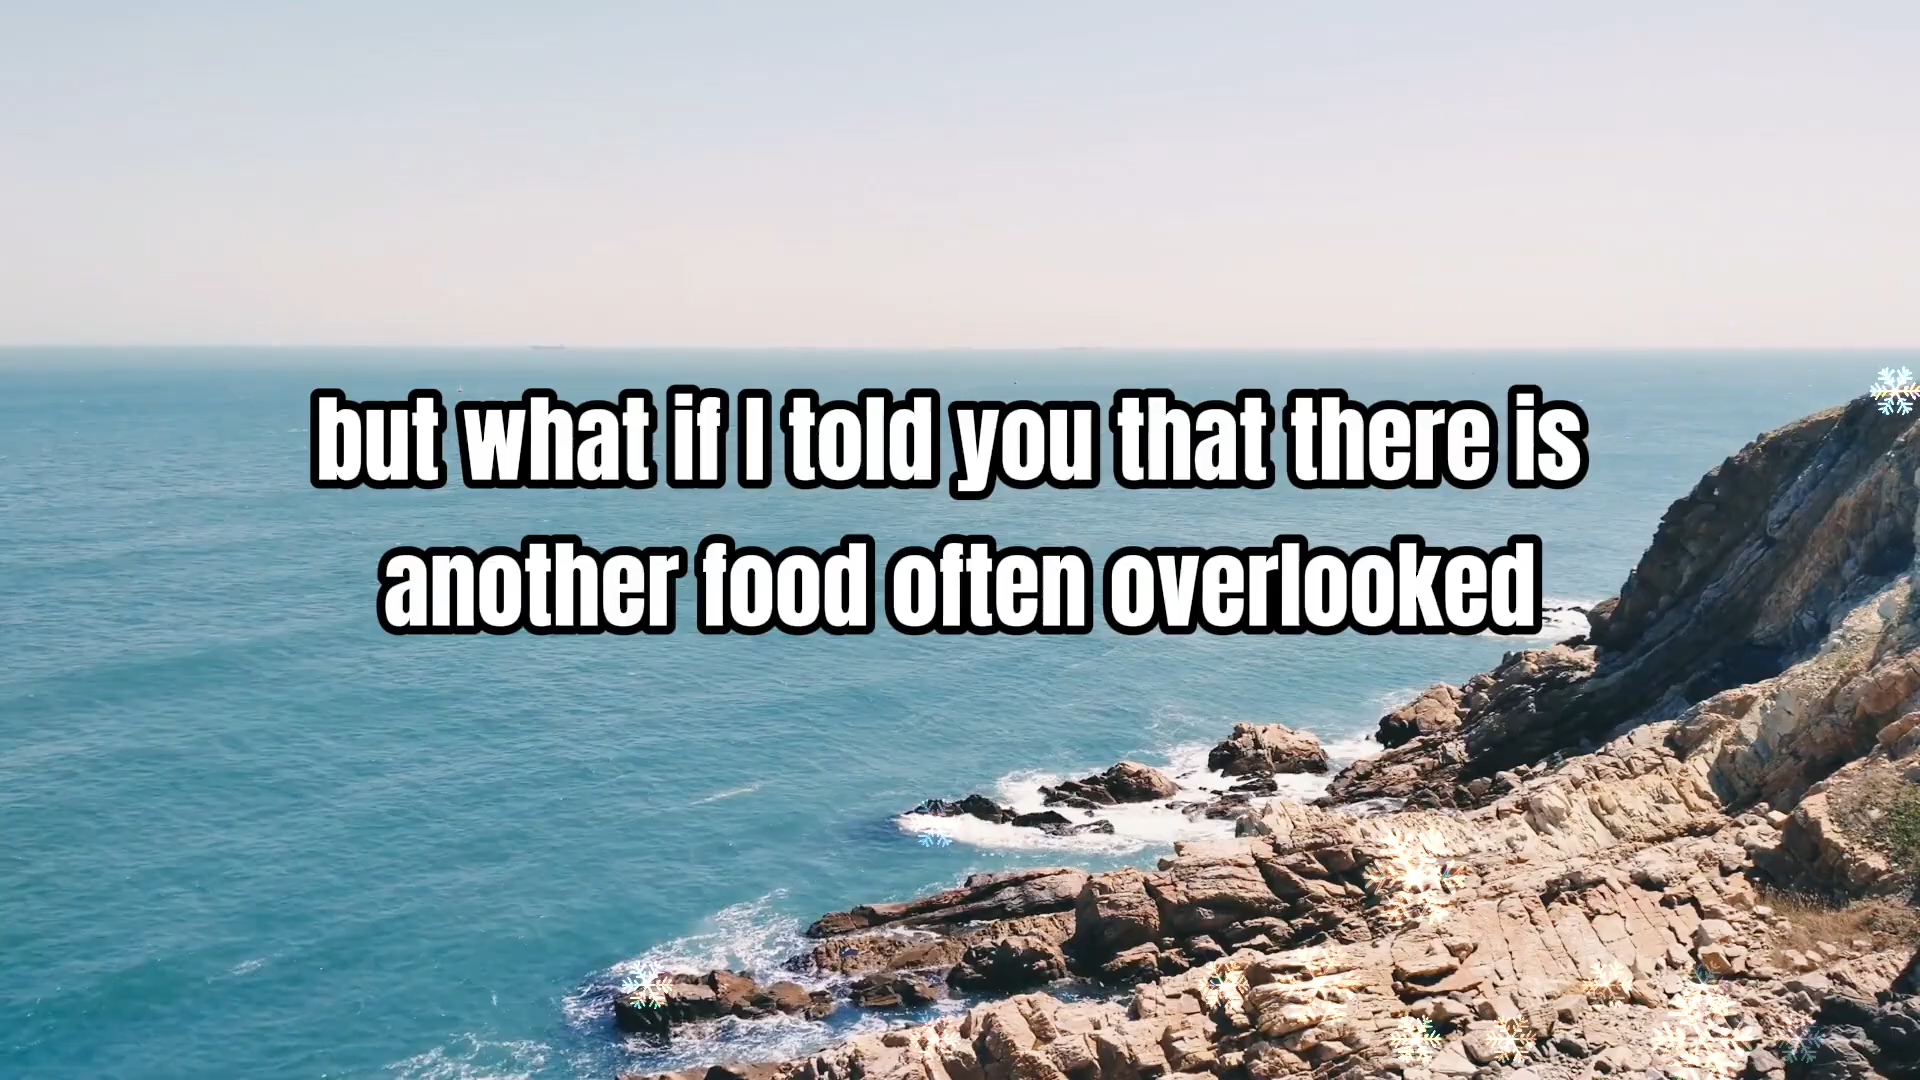 but what if I told you that there is
another food often overlooked